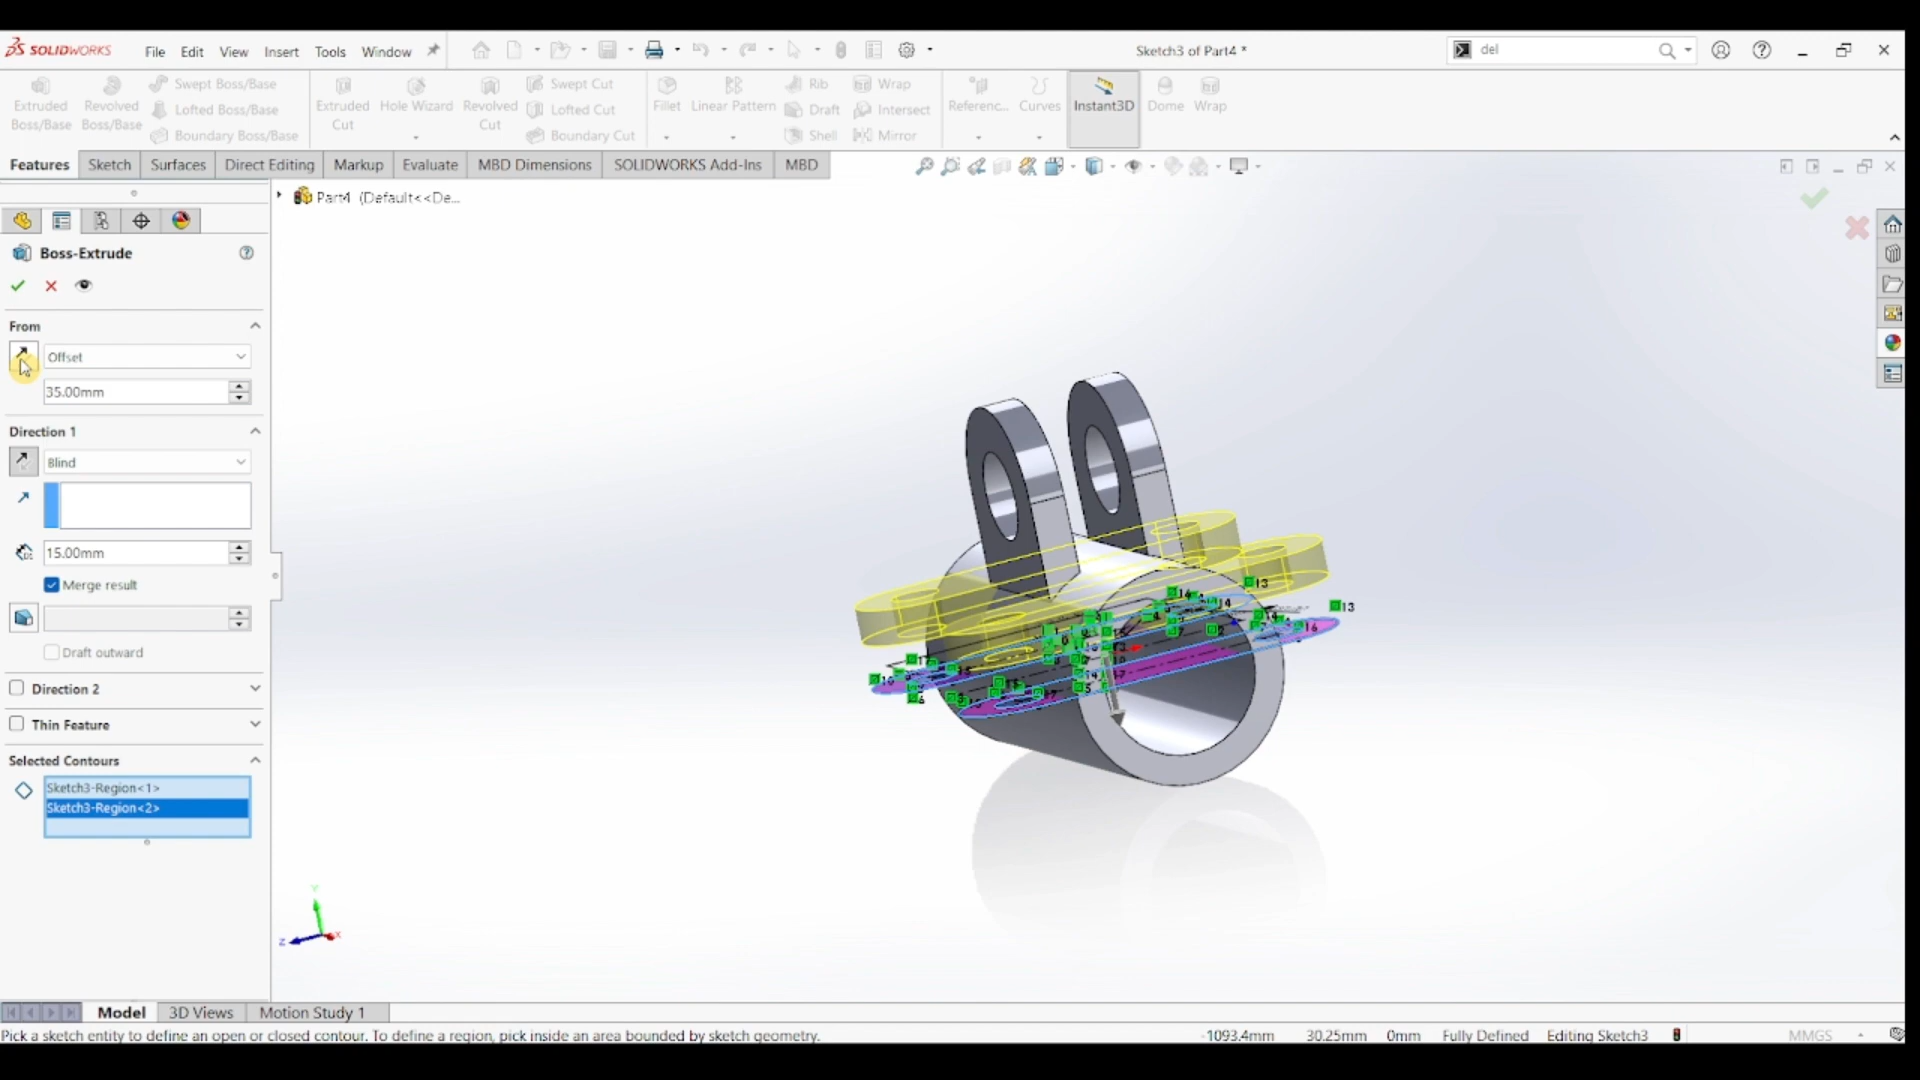 SOLIDWORKS
File Edit View Insert Tools Window
Sketch3 of Part4 *
del
Extruded Boss/Base
Revolved Boss/Base
Swept Boss/Base
Lofted Boss/Base
Boundary Boss/Base
Extruded Cut
Hole Wizard
Revolved Cut
Swept Cut
Lofted Cut
Boundary Cut
Fillet
Linear Pattern
Rib
Draft
Shell
Wrap
Intersect
Mirror
Referenc...
Curves
Instant3D
Dome
Wrap
Features Sketch Surfaces Direct Editing Markup Evaluate MBD Dimensions SOLIDWORKS Add-Ins MBD
Part4 (Default<<De...
Boss-Extrude
From
Offset
35.00mm
Direction 1
Blind
15.00mm
Merge result
Draft outward
Direction 2
Thin Feature
Selected Contours
Sketch3-Region<1>
Sketch3-Region<2>
13
13
14
16
Y
Z
X
Model 3D Views Motion Study 1
Pick a sketch entity to define an open or closed contour. To define a region, pick inside an area bounded by sketch geometry.
-1093.4mm 30.25mm 0mm Fully Defined Editing Sketch3 MMGS